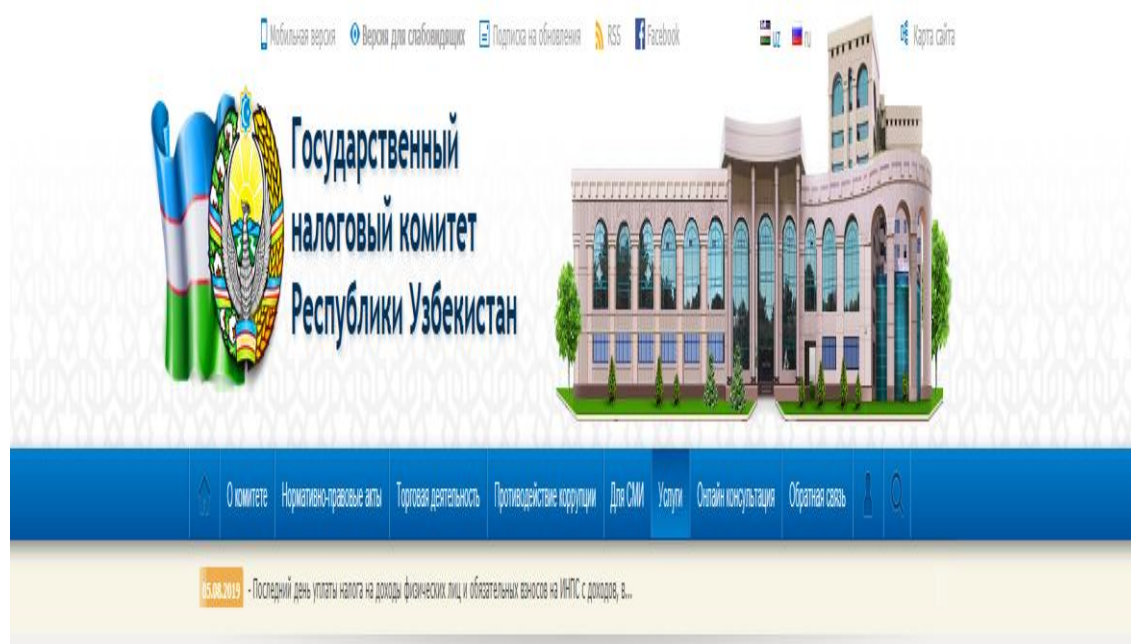 Мобильная версия Версия для слабовидящих Подписка на обновления RSS Facebook uz ru Карта сайта
Государственный
налоговый комитет
Республики Узбекистан
О комитете Нормативно-правовые акты Торговая деятельность Противодействие коррупции Для СМИ Услуги Онлайн консультация Обратная связь
05.08.2019 - Последний день уплаты налога на доходы физических лиц и обязательных взносов на ИНПС с доходов, в...